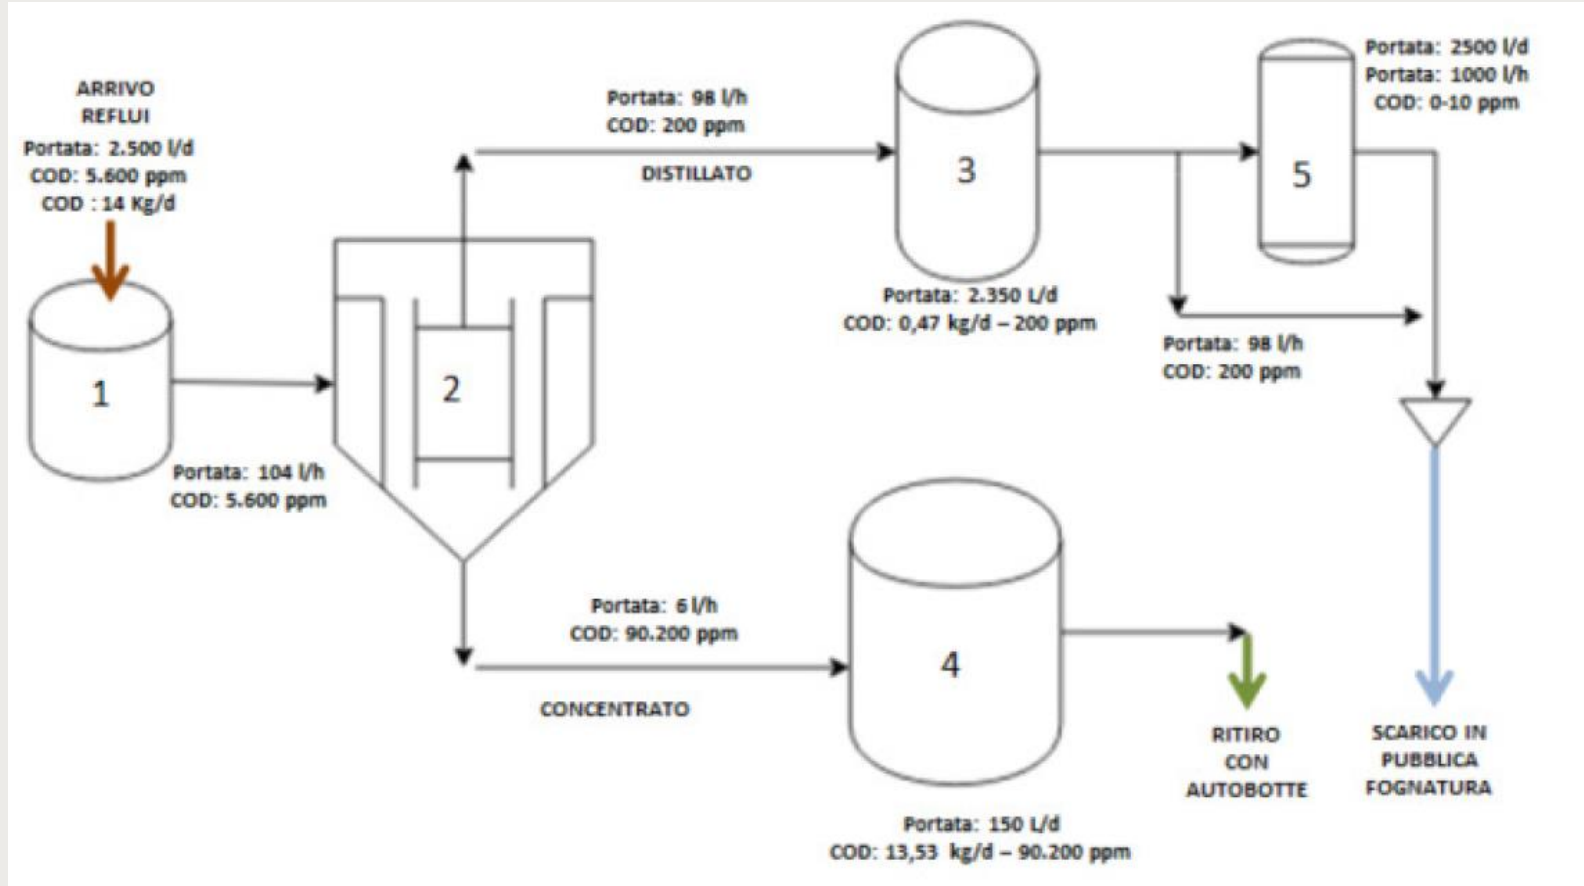 ARRIVO
REFLUI
Portata: 2.500 l/d
COD: 5.600 ppm
COD : 14 Kg/d
1
Portata: 104 l/h
COD: 5.600 ppm
2
Portata: 98 l/h
COD: 200 ppm
DISTILLATO
3
Portata: 2.350 L/d
COD: 0,47 kg/d – 200 ppm
5
Portata: 2500 l/d
Portata: 1000 l/h
COD: 0-10 ppm
Portata: 98 l/h
COD: 200 ppm
Portata: 6 l/h
COD: 90.200 ppm
CONCENTRATO
4
Portata: 150 L/d
COD: 13,53 kg/d – 90.200 ppm
RITIRO
CON
AUTOBOTTE
SCARICO IN
PUBBLICA
FOGNATURA